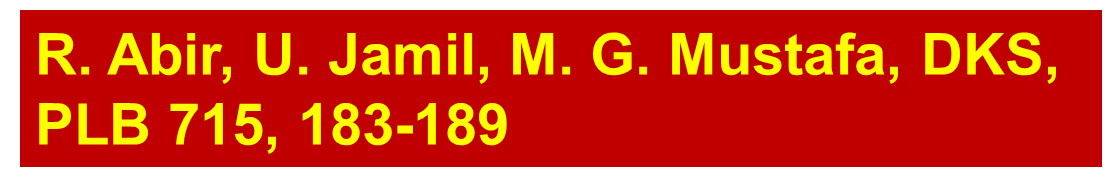 R. Abir, U. Jamil, M. G. Mustafa, DKS,
PLB 715, 183-189